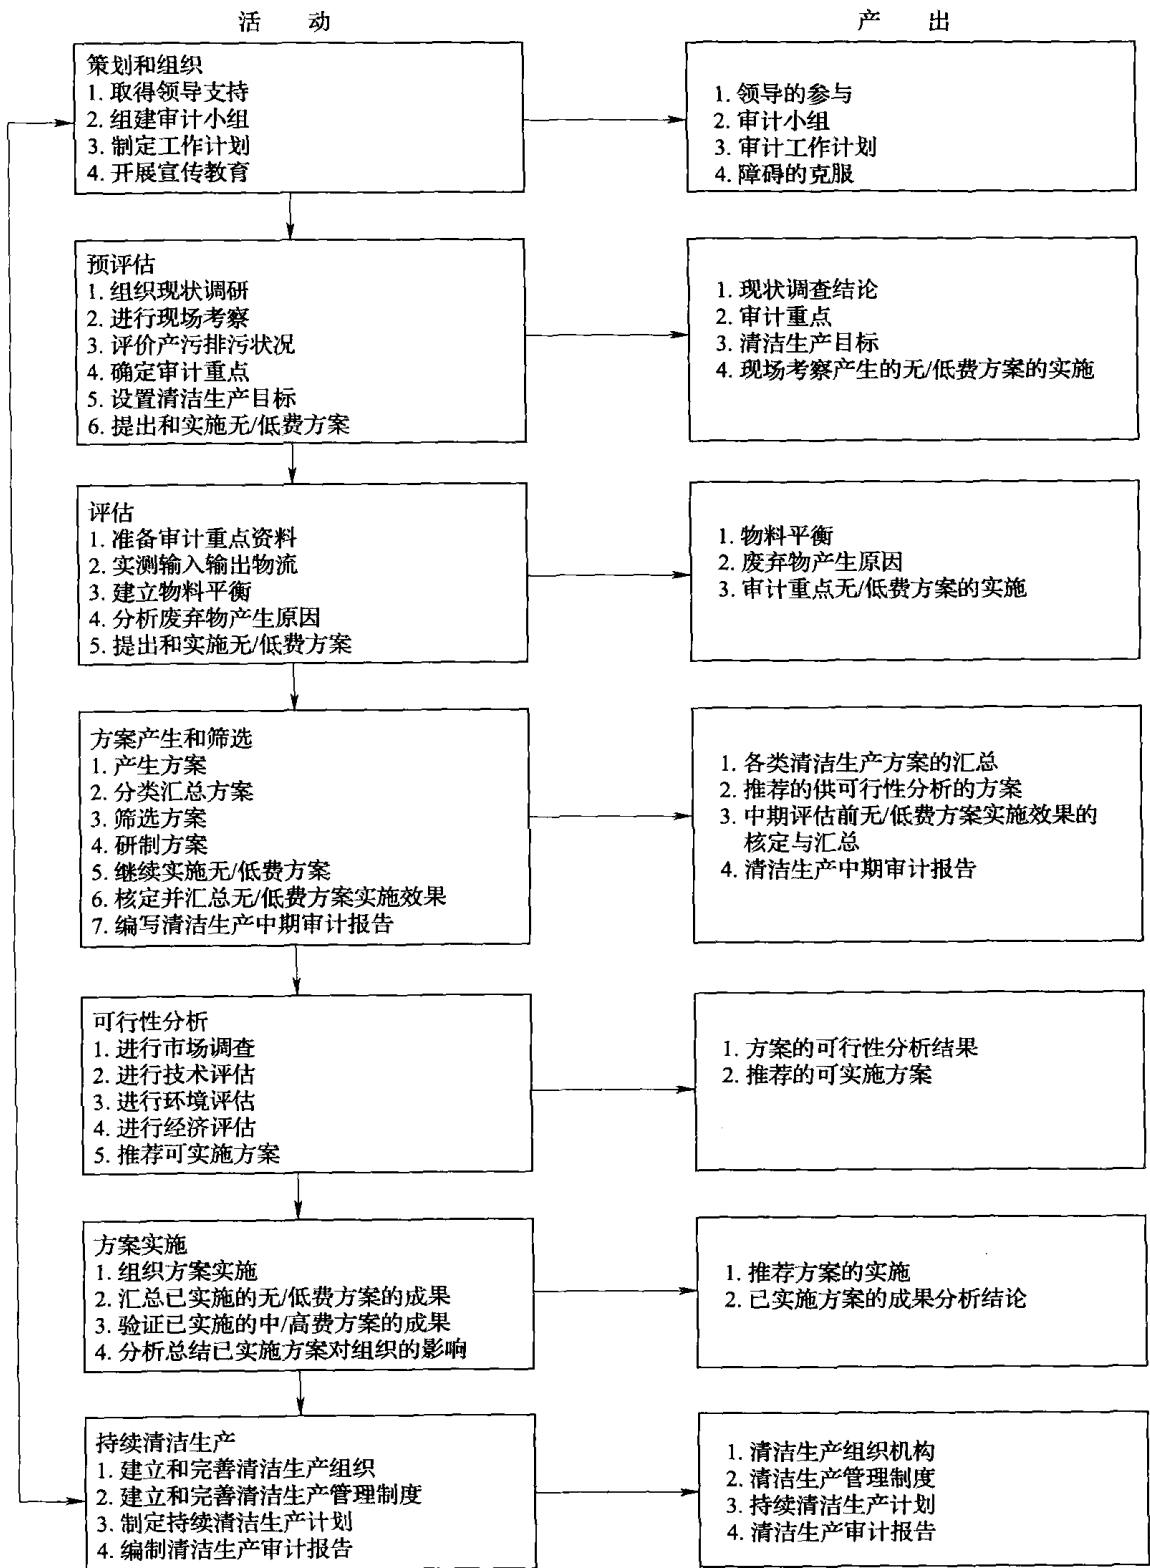 活 动
产 出
策划和组织
1. 取得领导支持
2. 组建审计小组
3. 制定工作计划
4. 开展宣传教育
1. 领导的参与
2. 审计小组
3. 审计工作计划
4. 障碍的克服
预评估
1. 组织现状调研
2. 进行现场考察
3. 评价产污排污状况
4. 确定审计重点
5. 设置清洁生产目标
6. 提出和实施无/低费方案
1. 现状调查结论
2. 审计重点
3. 清洁生产目标
4. 现场考察产生的无/低费方案的实施
评估
1. 准备审计重点资料
2. 实测输入输出物流
3. 建立物料平衡
4. 分析废弃物产生原因
5. 提出和实施无/低费方案
1. 物料平衡
2. 废弃物产生原因
3. 审计重点无/低费方案的实施
方案产生和筛选
1. 产生方案
2. 分类汇总方案
3. 筛选方案
4. 研制方案
5. 继续实施无/低费方案
6. 核定并汇总无/低费方案实施效果
7. 编写清洁生产中期审计报告
1. 各类清洁生产方案的汇总
2. 推荐的供可行性分析的方案
3. 中期评估前无/低费方案实施效果的
核定与汇总
4. 清洁生产中期审计报告
可行性分析
1. 进行市场调查
2. 进行技术评估
3. 进行环境评估
4. 进行经济评估
5. 推荐可实施方案
1. 方案的可行性分析结果
2. 推荐的可实施方案
方案实施
1. 组织方案实施
2. 汇总已实施的无/低费方案的成果
3. 验证已实施的中/高费方案的成果
4. 分析总结已实施方案对组织的影响
1. 推荐方案的实施
2. 已实施方案的成果分析结论
持续清洁生产
1. 建立和完善清洁生产组织
2. 建立和完善清洁生产管理制度
3. 制定持续清洁生产计划
4. 编制清洁生产审计报告
1. 清洁生产组织机构
2. 清洁生产管理制度
3. 持续清洁生产计划
4. 清洁生产审计报告